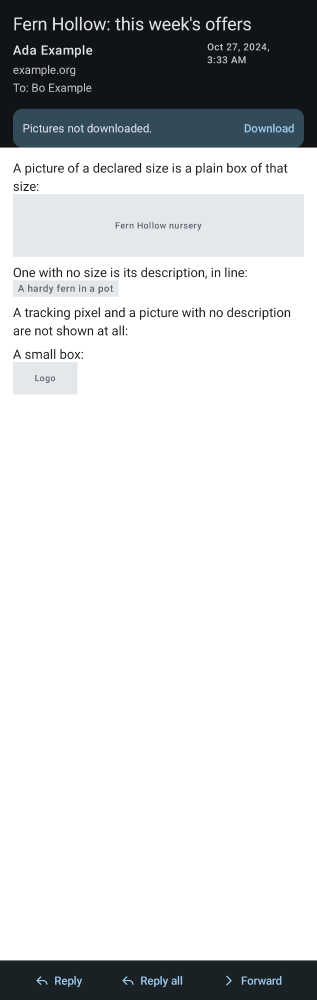 Fern Hollow: this week's offers
Ada Example
Oct 27, 2024,
3:33 AM
example.org
To: Bo Example
Pictures not downloaded.
Download
A picture of a declared size is a plain box of that
size:
Fern Hollow nursery
One with no size is its description, in line:
A hardy fern in a pot
A tracking pixel and a picture with no description
are not shown at all:
A small box:
Logo
Reply
Reply all
Forward